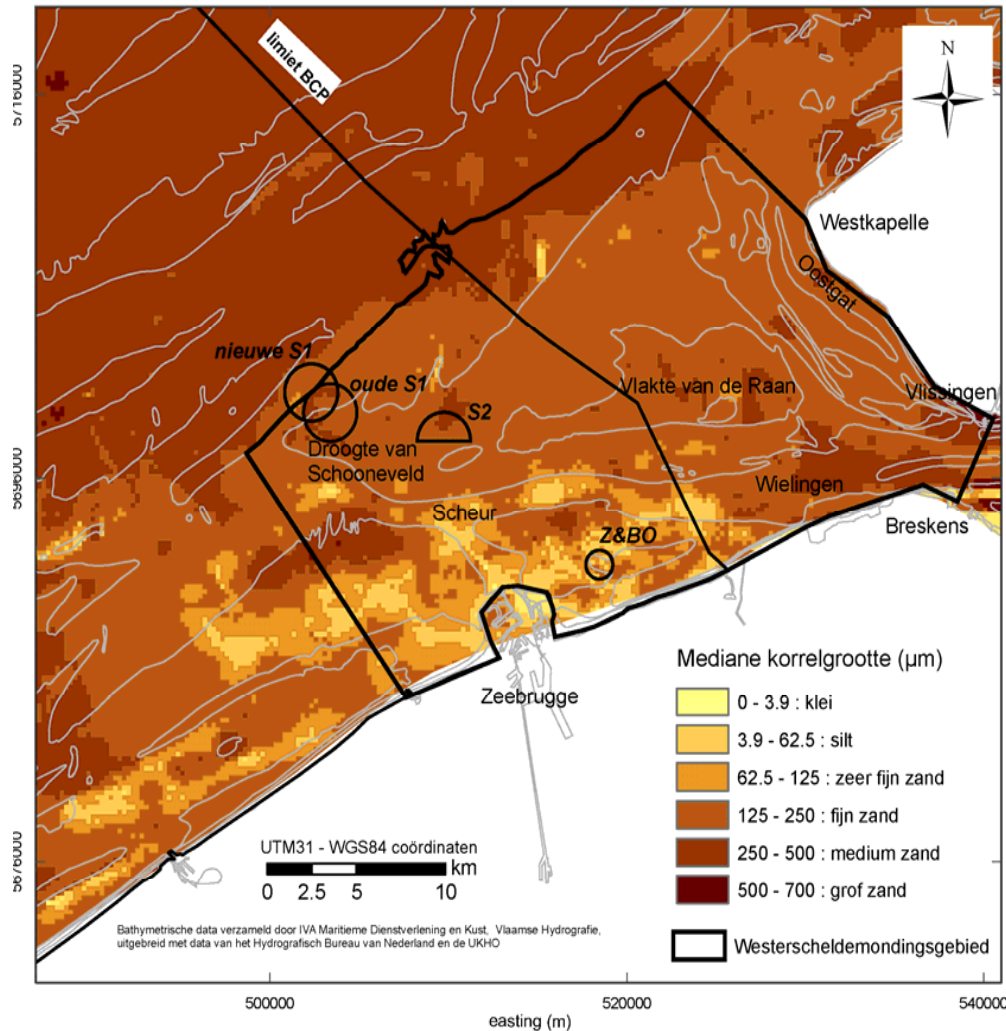 limiet BCP
N
5716000
Westkapelle
Oostgat
nieuwe S1
oude S1
Vlakte van de Raan
Vlissingen
S2
Droogte van
Schooneveld
5696000
Wielingen
Scheur
Breskens
Z&BO
Zeebrugge
Mediane korrelgrootte (µm)
0 - 3.9 : klei
3.9 - 62.5 : silt
62.5 - 125 : zeer fijn zand
125 - 250 : fijn zand
250 - 500 : medium zand
500 - 700 : grof zand
Westerscheldemondingsgebied
5676000
UTM31 - WGS84 coördinaten
km
0 2.5 5 10
Bathymetrische data verzameld door IVA Maritieme Dienstverlening en Kust, Vlaamse Hydrografie,
uitgebreid met data van het Hydrografisch Bureau van Nederland en de UKHO
500000 520000 540000
easting (m)